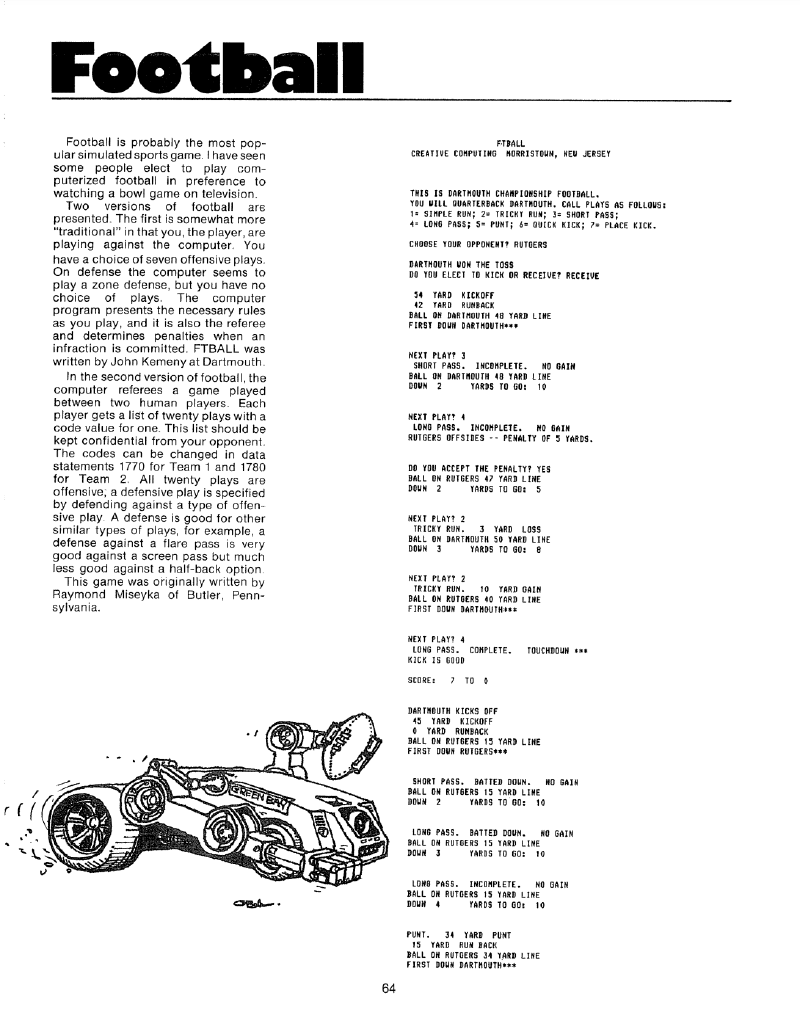 Football
Football is probably the most pop-
ular simulated sports game. I have seen
some people elect to play com-
puterized football in preference to
watching a bowl game on television.
Two versions of football are
presented. The first is somewhat more
"traditional" in that you, the player, are
playing against the computer. You
have a choice of seven offensive plays.
On defense the computer seems to
play a zone defense, but you have no
choice of plays. The computer
program presents the necessary rules
as you play, and it is also the referee
and determines penalties when an
infraction is committed. FTBALL was
written by John Kemeny at Dartmouth.
In the second version of football, the
computer referees a game played
between two human players. Each
player gets a list of twenty plays with a
code value for one. This list should be
kept confidential from your opponent.
The codes can be changed in data
statements 1770 for Team 1 and 1780
for Team 2. All twenty plays are
offensive; a defensive play is specified
by defending against a type of offen-
sive play. A defense is good for other
similar types of plays, for example, a
defense against a flare pass is very
good against a screen pass but much
less good against a half-back option.
This game was originally written by
Raymond Miseyka of Butler, Penn-
sylvania.
GREEN BAY
FTBALL
CREATIVE COMPUTING MORRISTOWN, NEW JERSEY
THIS IS DARTMOUTH CHAMPIONSHIP FOOTBALL.
YOU WILL QUARTERBACK DARTMOUTH. CALL PLAYS AS FOLLOWS:
1= SIMPLE RUN; 2= TRICKY RUN; 3= SHORT PASS;
4= LONG PASS; 5= PUNT; 6= QUICK KICK; 7= PLACE KICK.
CHOOSE YOUR OPPONENT? RUTGERS
DARTMOUTH WON THE TOSS
DO YOU ELECT TO KICK OR RECEIVE? RECEIVE
54 YARD KICKOFF
42 YARD RUNBACK
BALL ON DARTMOUTH 48 YARD LINE
FIRST DOWN DARTMOUTH***
NEXT PLAY? 3
SHORT PASS. INCOMPLETE. NO GAIN
BALL ON DARTMOUTH 48 YARD LINE
DOWN 2 YARDS TO GO: 10
NEXT PLAY? 4
LONG PASS. INCOMPLETE. NO GAIN
RUTGERS OFFSIDES -- PENALTY OF 5 YARDS.
DO YOU ACCEPT THE PENALTY? YES
BALL ON RUTGERS 47 YARD LINE
DOWN 2 YARDS TO GO: 5
NEXT PLAY? 2
TRICKY RUN. 3 YARD LOSS
BALL ON DARTMOUTH 50 YARD LINE
DOWN 3 YARDS TO GO: 8
NEXT PLAY? 2
TRICKY RUN. 10 YARD GAIN
BALL ON RUTGERS 40 YARD LINE
FIRST DOWN DARTMOUTH***
NEXT PLAY? 4
LONG PASS. COMPLETE. TOUCHDOWN ***
KICK IS GOOD
SCORE: 7 TO 0
DARTMOUTH KICKS OFF
45 YARD KICKOFF
0 YARD RUNBACK
BALL ON RUTGERS 15 YARD LINE
FIRST DOWN RUTGERS***
SHORT PASS. BATTED DOWN. NO GAIN
BALL ON RUTGERS 15 YARD LINE
DOWN 2 YARDS TO GO: 10
LONG PASS. BATTED DOWN. NO GAIN
BALL ON RUTGERS 15 YARD LINE
DOWN 3 YARDS TO GO: 10
LONG PASS. INCOMPLETE. NO GAIN
BALL ON RUTGERS 15 YARD LINE
DOWN 4 YARDS TO GO: 10
PUNT. 34 YARD PUNT
15 YARD RUN BACK
BALL ON RUTGERS 34 YARD LINE
FIRST DOWN DARTMOUTH***
64